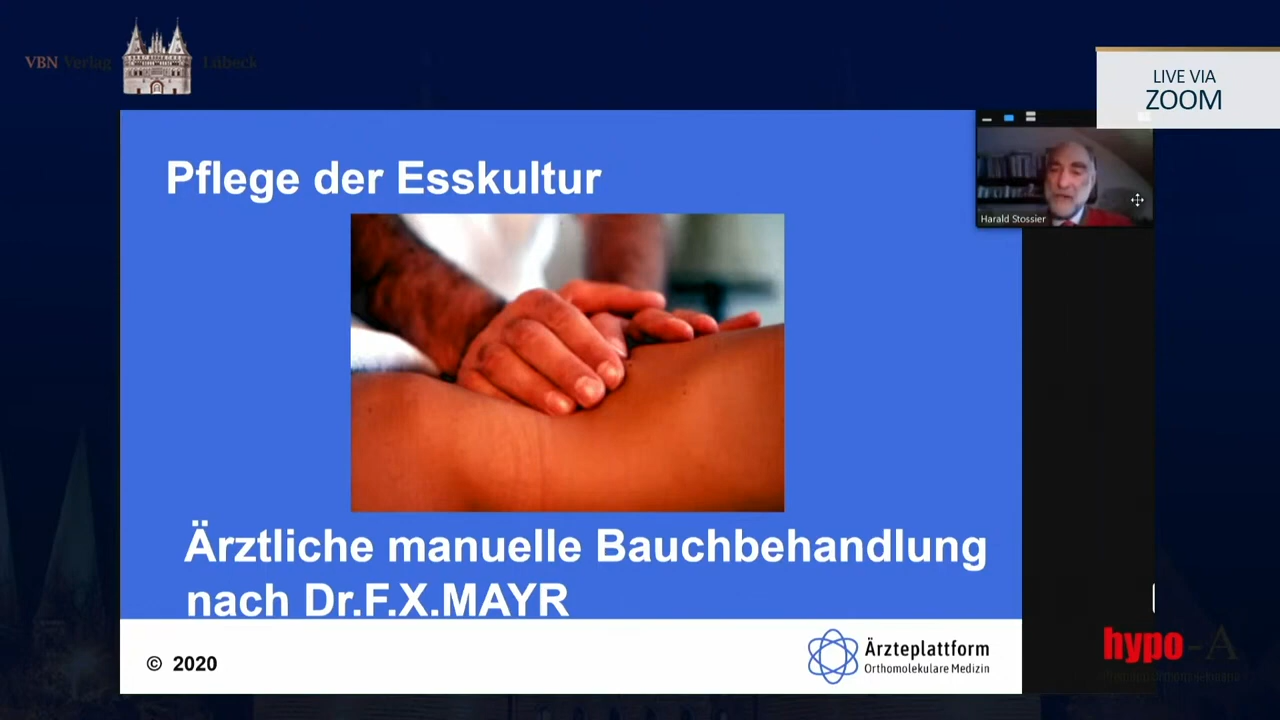 VBN Verlag Lübeck
LIVE VIA
ZOOM
Pflege der Esskultur
Harald Stossier
Ärztliche manuelle Bauchbehandlung
nach Dr.F.X.MAYR
© 2020
Ärzteplattform
Orthomolekulare Medizin
hypo-A